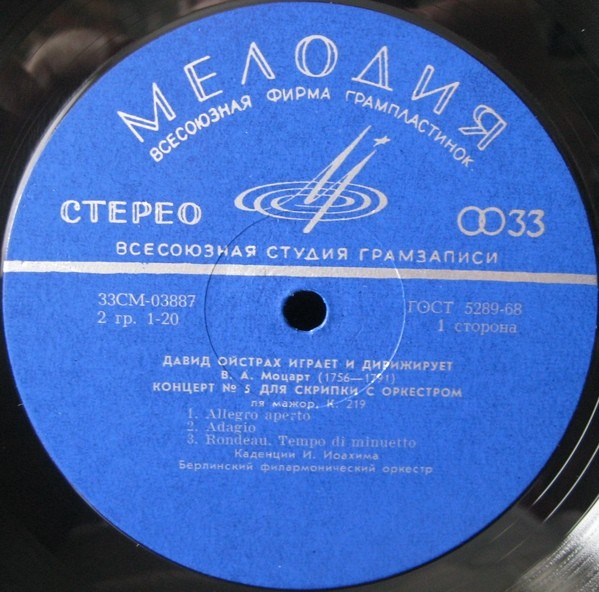 МЕЛОДИЯ
ВСЕСОЮЗНАЯ ФИРМА ГРАМПЛАСТИНОК
СТЕРЕО
33
ВСЕСОЮЗНАЯ СТУДИЯ ГРАМЗАПИСИ
33СМ-03887
ГОСТ 5289-68
2 гр. 1-20
1 сторона
ДАВИД ОЙСТРАХ ИГРАЕТ И ДИРИЖИРУЕТ
В. А. Моцарт (1756—1791)
КОНЦЕРТ № 5 ДЛЯ СКРИПКИ С ОРКЕСТРОМ
ля мажор, К. 219
1. Allegro aperto
2. Adagio
3. Rondeau. Tempo di minuetto
Каденции И. Иоахима
Берлинский филармонический оркестр